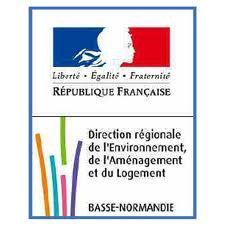 Liberté • Égalité • Fraternité
RÉPUBLIQUE FRANÇAISE
Direction régionale
de l'Environnement,
de l'Aménagement
et du Logement
BASSE-NORMANDIE